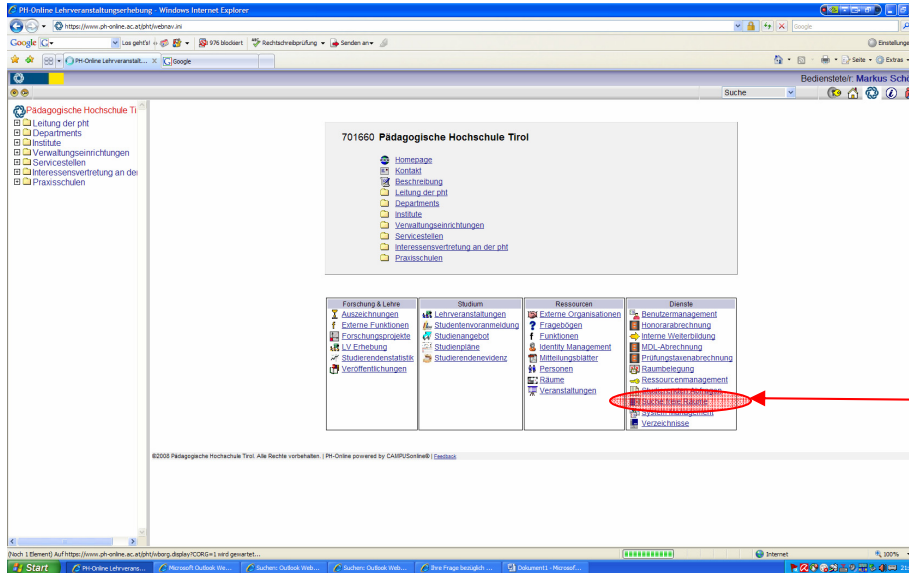 PH-Online Lehrveranstaltungserhebung - Windows Internet Explorer
https://www.ph-online.ac.at/pht/webnav.ini
Google
Google
Los geht's!
976 blockiert
Rechtschreibprüfung
Senden an
Einstellunge
PH-Online Lehrveranstalt...
Google
Seite
Extras
Bedienstete/r: Markus Schö
Suche
Pädagogische Hochschule Ti
Leitung der pht
Departments
Institute
Verwaltungseinrichtungen
Servicestellen
Interessensvertretung an der
Praxisschulen
701660 Pädagogische Hochschule Tirol
Homepage
Kontakt
Beschreibung
Leitung der pht
Departments
Institute
Verwaltungseinrichtungen
Servicestellen
Interessensvertretung an der pht
Praxisschulen
Forschung & Lehre
Auszeichnungen
Externe Funktionen
Forschungsprojekte
LV Erhebung
Studierendenstatistik
Veröffentlichungen
Studium
Lehrveranstaltungen
Studentenvoranmeldung
Studienangebot
Studienpläne
Studierendenevidenz
Ressourcen
Externe Organisationen
Fragebögen
Funktionen
Identity Management
Mitteilungsblätter
Personen
Räume
Veranstaltungen
Dienste
Benutzermanagement
Honorarabrechnung
Interne Weiterbildung
MDL-Abrechnung
Prüfungstaxenabrechnung
Raumbelegung
Ressourcenmanagement
Suche freie Räume
System Management
Verzeichnisse
©2008 Pädagogische Hochschule Tirol. Alle Rechte vorbehalten. | PH-Online powered by CAMPUSonline® | Feedback
(Noch 1 Element) Auf https://www.ph-online.ac.at/pht/wborg.display?CORG=1 wird gewartet...
Internet
100%
Start
PH-Online Lehrverans...
Microsoft Outlook We...
Suchen: Outlook Web...
Suchen: Outlook Web...
Ihre Frage bezüglich ...
Dokument1 - Microsof...